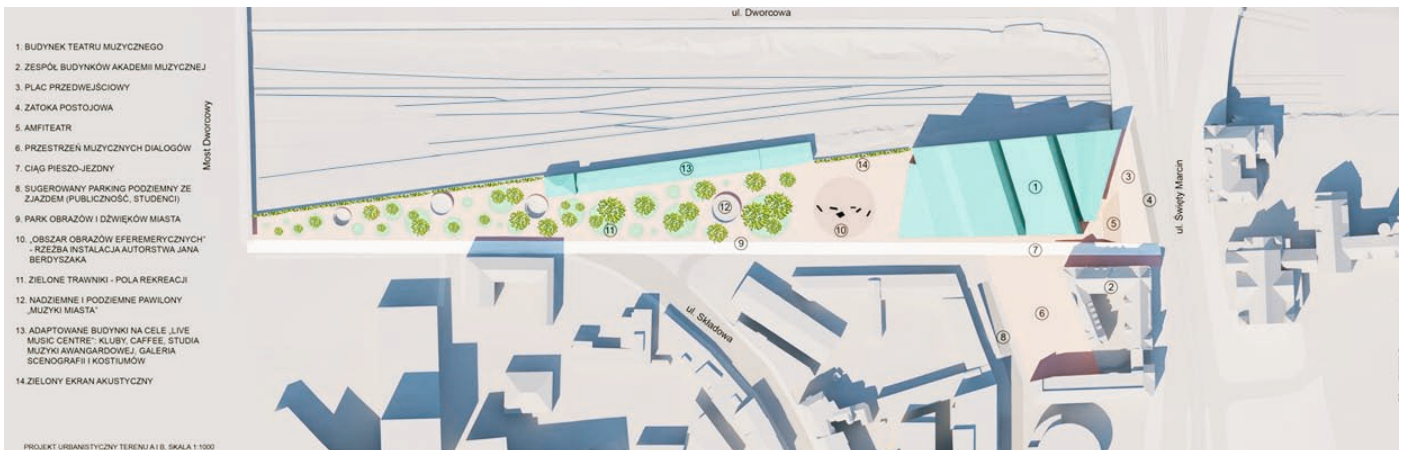 ul. Dworcowa
1. BUDYNEK TEATRU MUZYCZNEGO
2. ZESPÓŁ BUDYNKÓW AKADEMII MUZYCZNEJ
3. PLAC PRZEDWEJŚCIOWY
4. ZATOKA POSTOJOWA
5. AMFITEATR
6. PRZESTRZEŃ MUZYCZNYCH DIALOGÓW
7. CIĄG PIESZO-JEZDNY
8. SUGEROWANY PARKING PODZIEMNY ZE
ZJAZDEM (PUBLICZNOŚĆ, STUDENCI)
9. PARK OBRAZÓW I DŹWIĘKÓW MIASTA
10. „OBSZAR OBRAZÓW EFEREMERYCZNYCH"
- RZEŹBA INSTALACJA AUTORSTWA JANA
BERDYSZAKA
11. ZIELONE TRAWNIKI - POLA REKREACJI
12. NADZIEMNE I PODZIEMNE PAWILONY
„MUZYKI MIASTA"
13. ADAPTOWANE BUDYNKI NA CELE „LIVE
MUSIC CENTRE": KLUBY, CAFFEE, STUDIA
MUZYKI AWANGARDOWEJ, GALERIA
SCENOGRAFII I KOSTIUMÓW
14. ZIELONY EKRAN AKUSTYCZNY
PROJEKT URBANISTYCZNY TERENU A I B, SKALA 1:1000
Most Dworcowy
13
14
12
11
9
10
1
3
4
5
7
2
6
8
ul. Święty Marcin
ul. Składowa